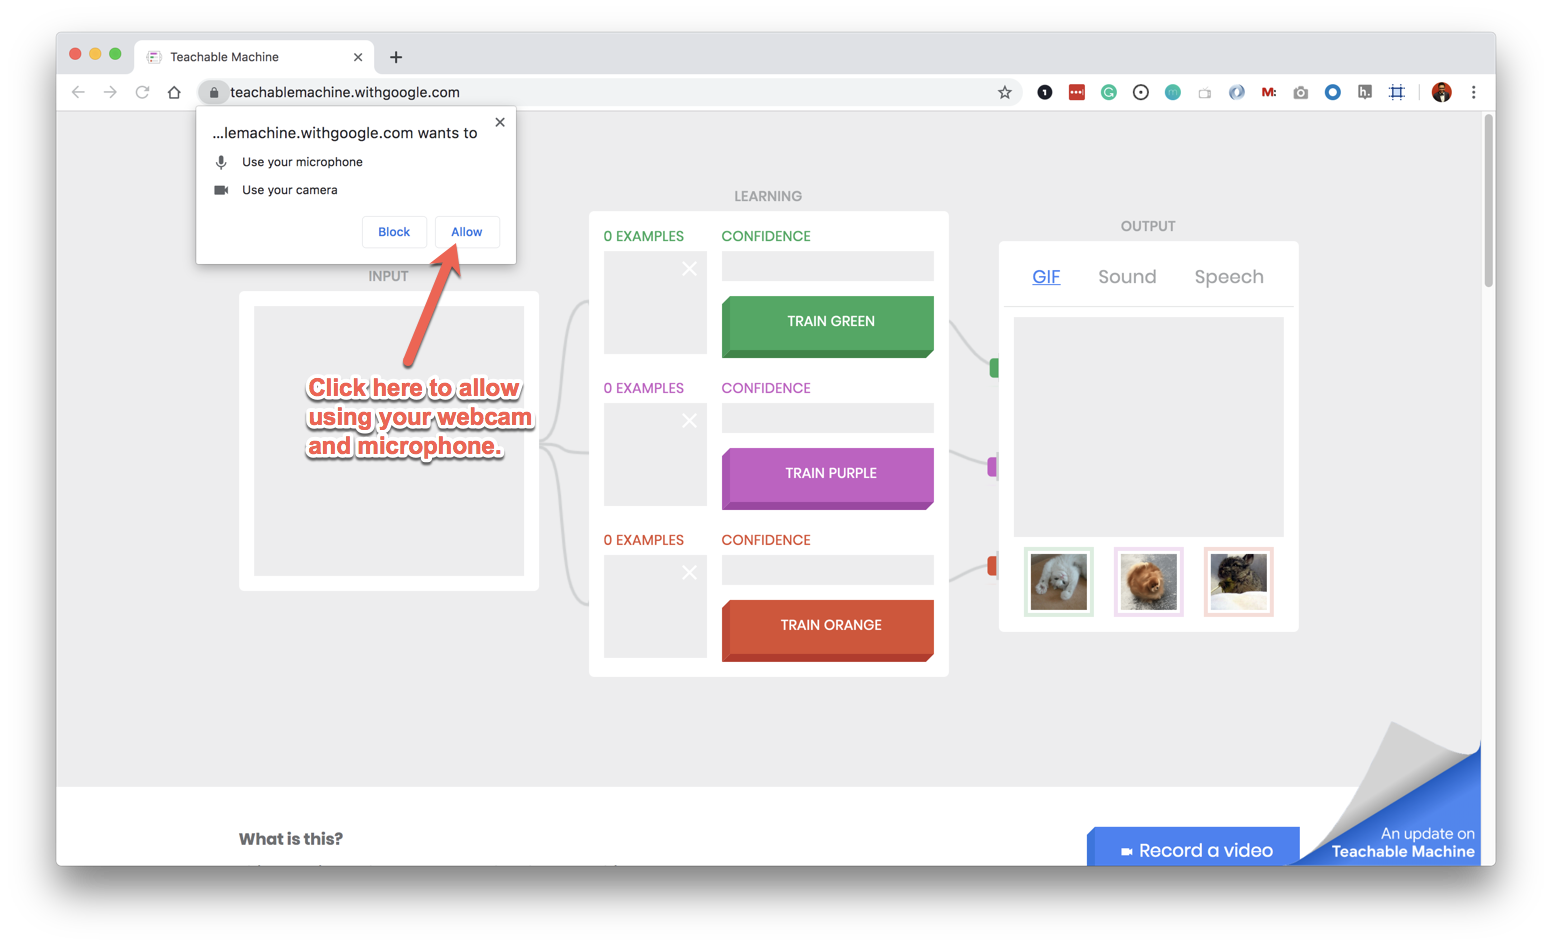 Teachable Machine
teachablemachine.withgoogle.com
...lemachine.withgoogle.com wants to
Use your microphone
Use your camera
Block
Allow
INPUT
Click here to allow
using your webcam
and microphone.
LEARNING
0 EXAMPLES
CONFIDENCE
TRAIN GREEN
0 EXAMPLES
CONFIDENCE
TRAIN PURPLE
0 EXAMPLES
CONFIDENCE
TRAIN ORANGE
OUTPUT
GIF
Sound
Speech
What is this?
Record a video
An update on
Teachable Machine